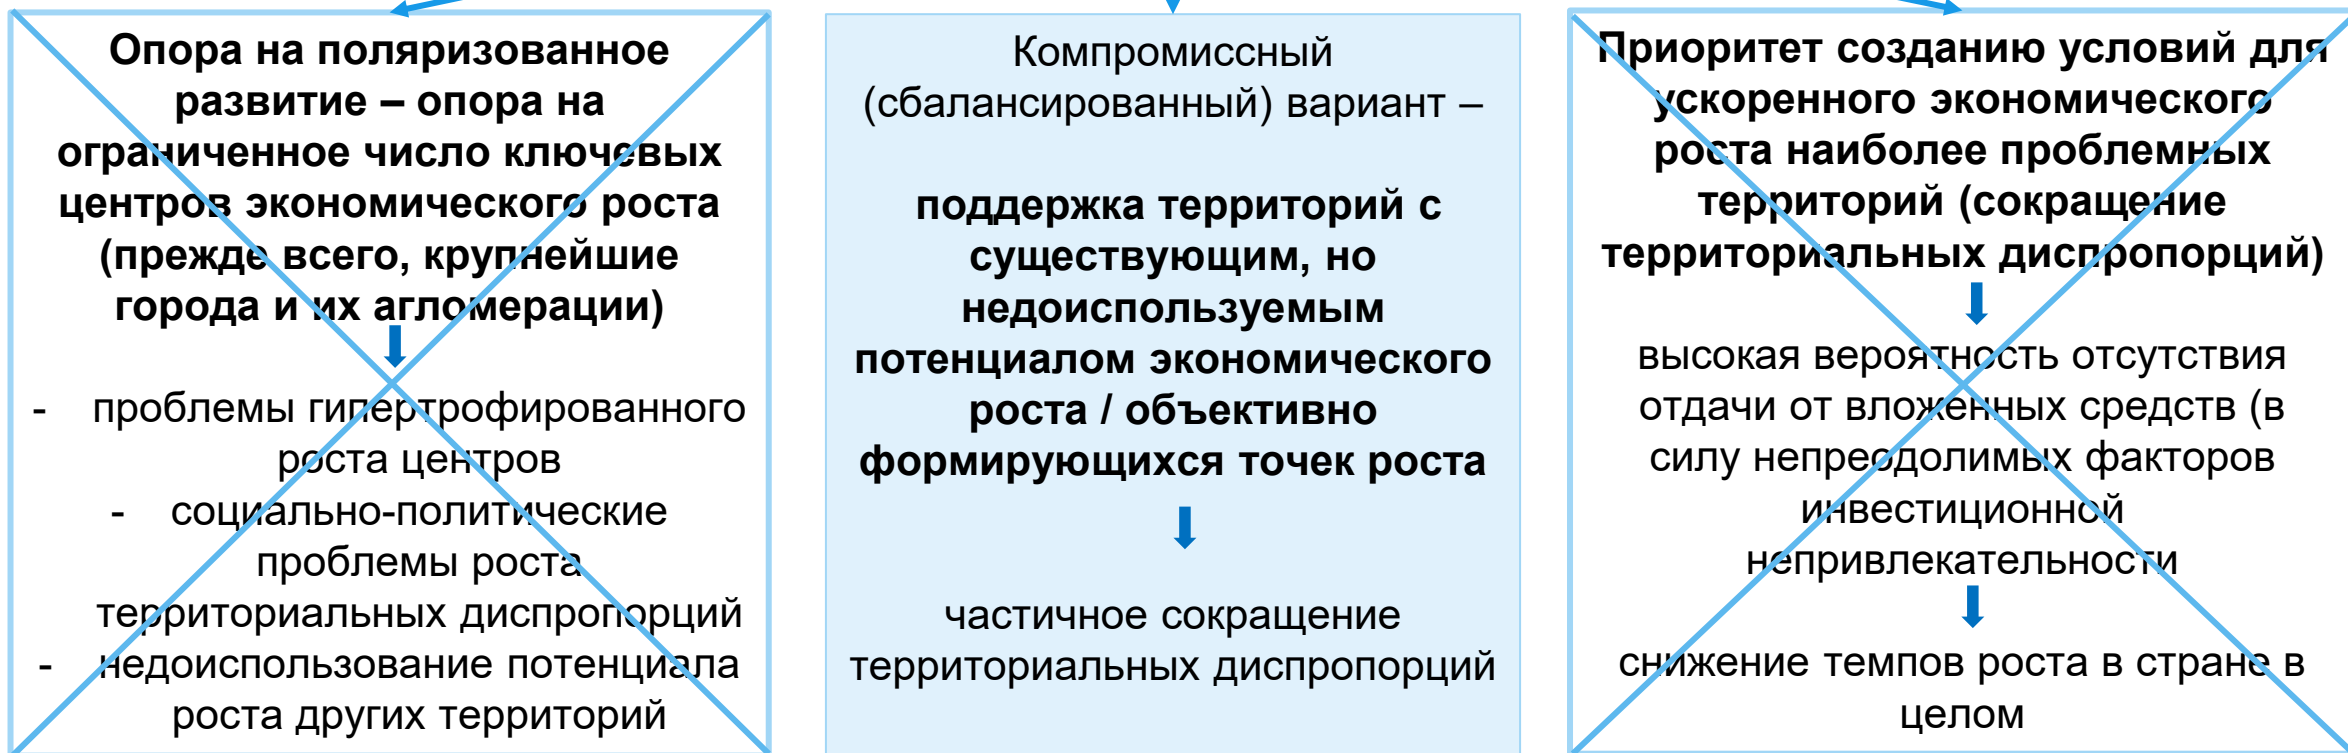 Опора на поляризованное
развитие – опора на
ограниченное число ключевых
центров экономического роста
(прежде всего, крупнейшие
города и их агломерации)
- проблемы гипертрофированного
роста центров
- социально-политические
проблемы роста
территориальных диспропорций
- недоиспользование потенциала
роста других территорий
Компромиссный
(сбалансированный) вариант –
поддержка территорий с
существующим, но
недоиспользуемым
потенциалом экономического
роста / объективно
формирующихся точек роста
частичное сокращение
территориальных диспропорций
Приоритет созданию условий для
ускоренного экономического
роста наиболее проблемных
территорий (сокращение
территориальных диспропорций)
высокая вероятность отсутствия
отдачи от вложенных средств (в
силу непреодолимых факторов
инвестиционной
непривлекательности
снижение темпов роста в стране в
целом